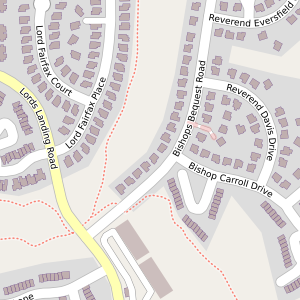 Reverend Eversfield
Lord Fairfax Court
Lord Fairfax Place
Lords Landing Road
Bishops Bequest Road
Reverend Davis Drive
Bishop Carroll Drive